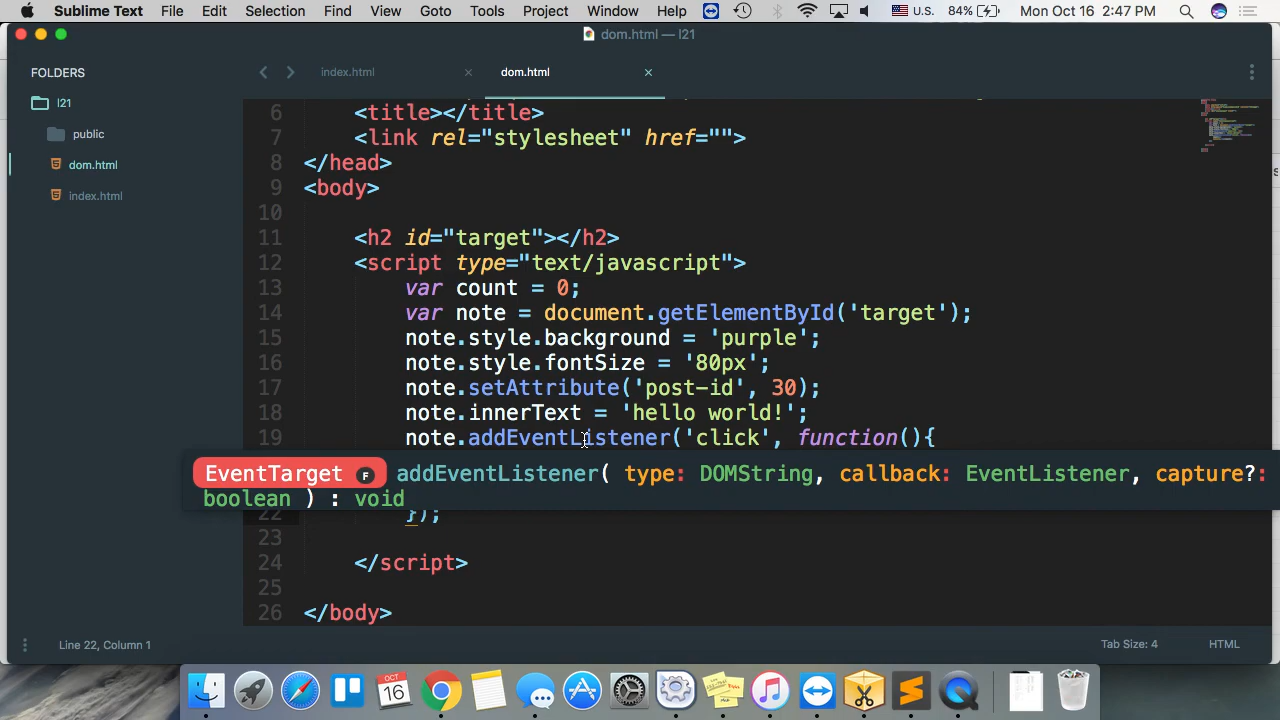 Sublime Text File Edit Selection Find View Goto Tools Project Window Help U.S. 84% Mon Oct 16 2:47 PM
dom.html — l21
FOLDERS
l21
public
dom.html
index.html
index.html × dom.html ×
6 <title></title>
7 <link rel="stylesheet" href="">
8 </head>
9 <body>
10
11 <h2 id="target"></h2>
12 <script type="text/javascript">
13 var count = 0;
14 var note = document.getElementById('target');
15 note.style.background = 'purple';
16 note.style.fontSize = '80px';
17 note.setAttribute('post-id', 30);
18 note.innerText = 'hello world!';
19 note.addEventListener('click', function(){
EventTarget F addEventListener( type: DOMString, callback: EventListener, capture?:
boolean ) : void
22 });
23
24 </script>
25
26 </body>
Line 22, Column 1 Tab Size: 4 HTML
OCT
16